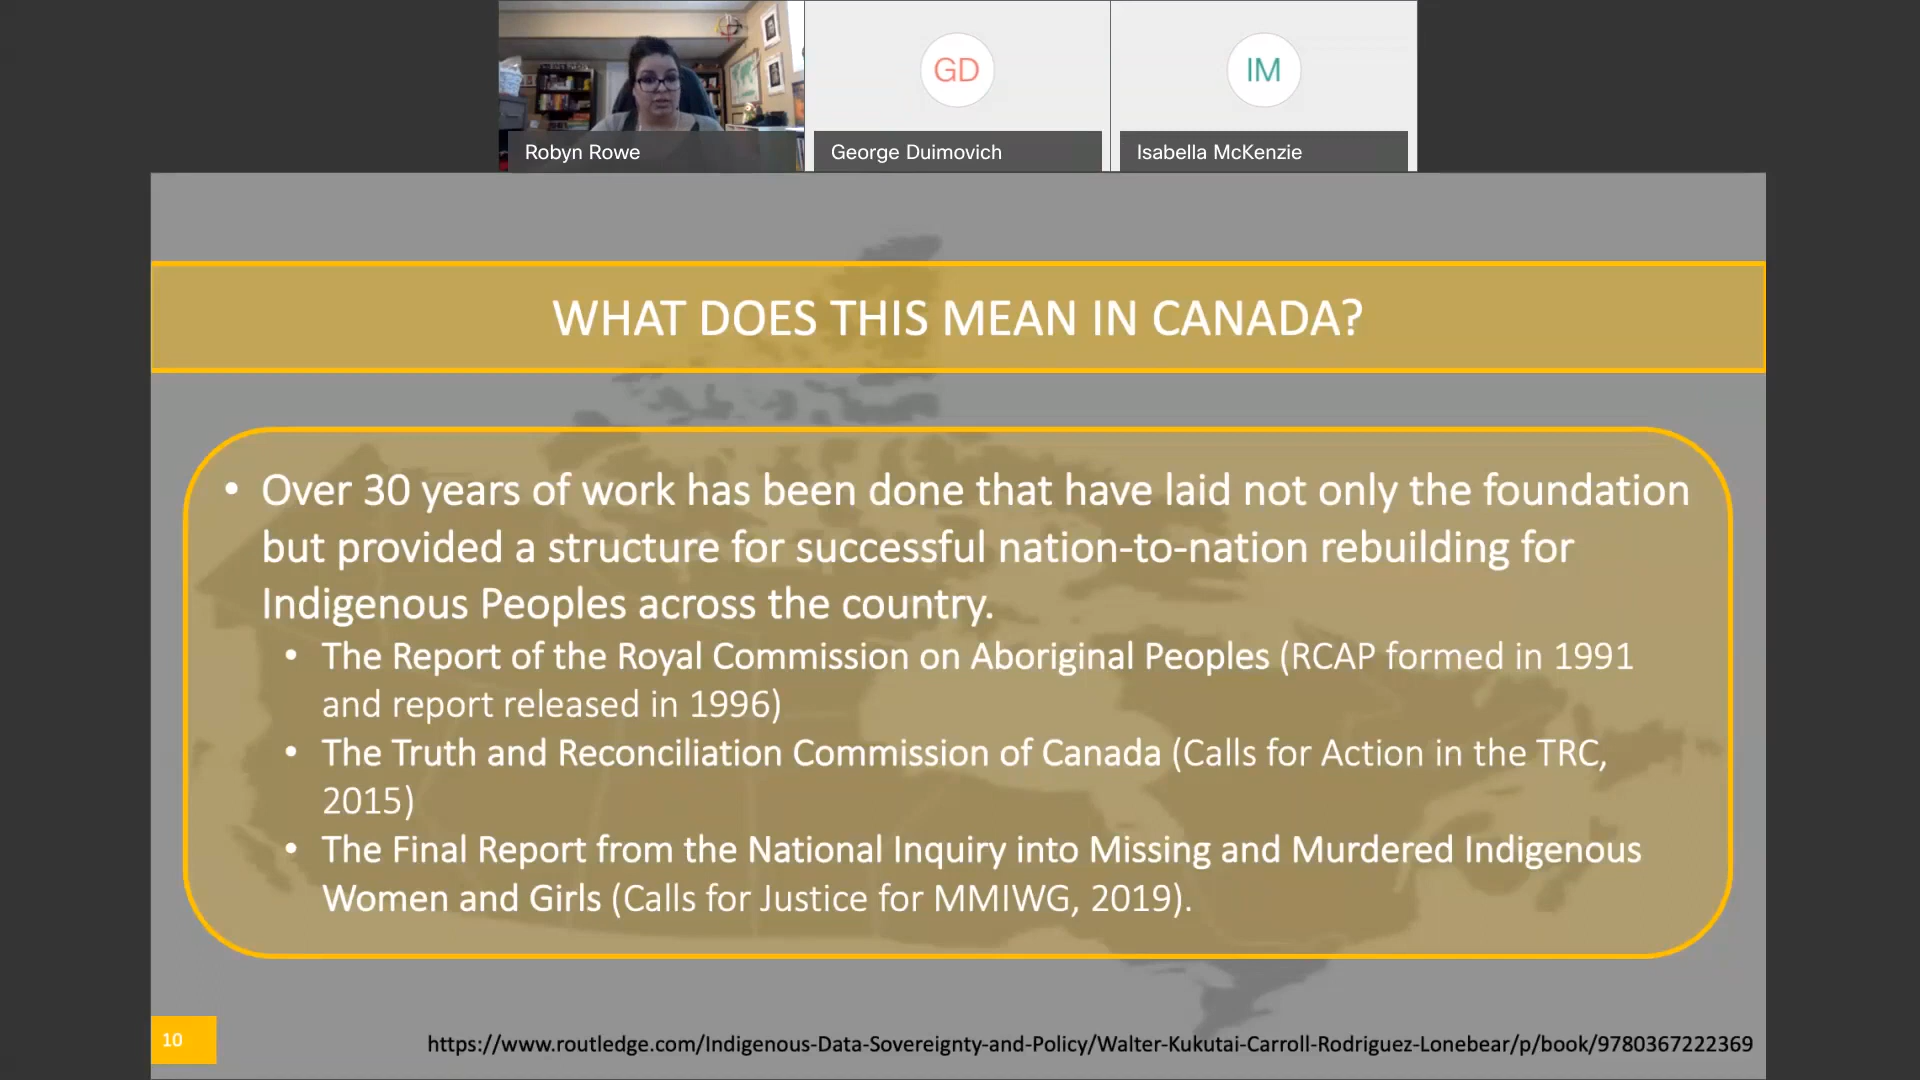 GD
IM
Robyn Rowe
George Duimovich
Isabella McKenzie
WHAT DOES THIS MEAN IN CANADA?
• Over 30 years of work has been done that have laid not only the foundation
but provided a structure for successful nation-to-nation rebuilding for
Indigenous Peoples across the country.
• The Report of the Royal Commission on Aboriginal Peoples (RCAP formed in 1991
and report released in 1996)
• The Truth and Reconciliation Commission of Canada (Calls for Action in the TRC,
2015)
• The Final Report from the National Inquiry into Missing and Murdered Indigenous
Women and Girls (Calls for Justice for MMIWG, 2019).
10
https://www.routledge.com/Indigenous-Data-Sovereignty-and-Policy/Walter-Kukutai-Carroll-Rodriguez-Lonebear/p/book/9780367222369